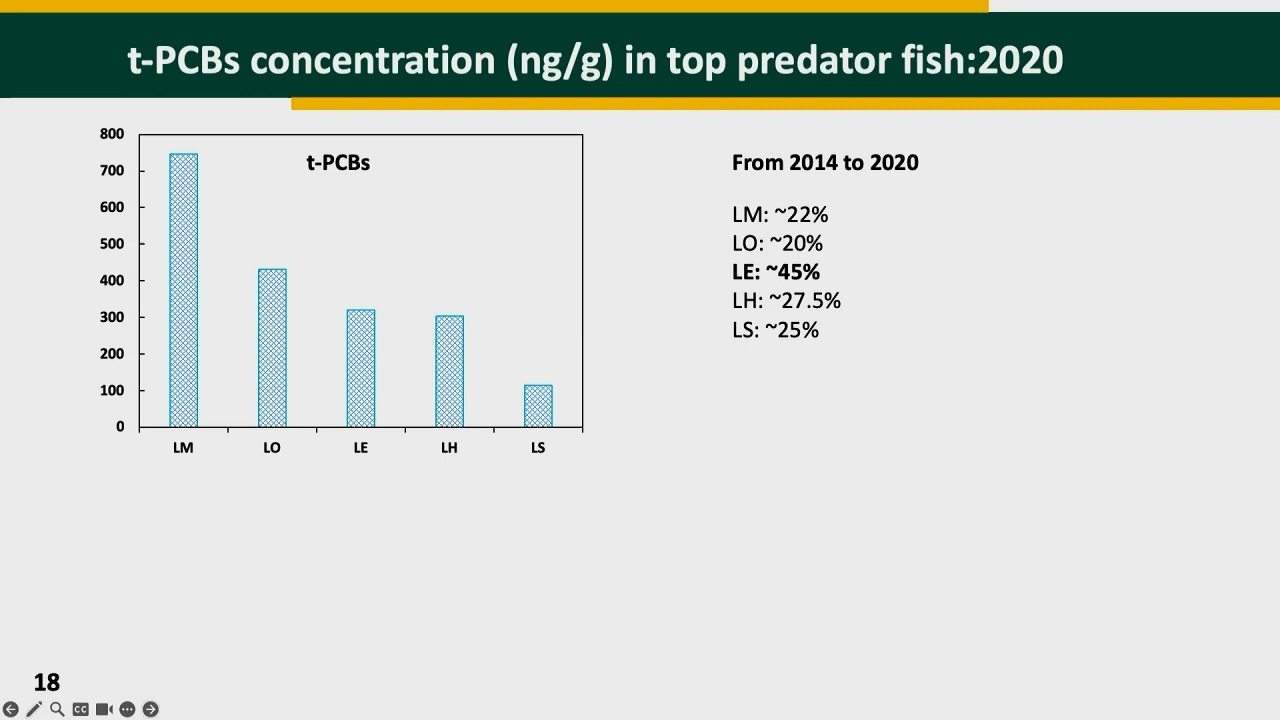 t-PCBs concentration (ng/g) in top predator fish:2020
800
700
600
500
400
300
200
100
0
t-PCBs
LM LO LE LH LS
From 2014 to 2020
LM: ~22%
LO: ~20%
LE: ~45%
LH: ~27.5%
LS: ~25%
18
CC